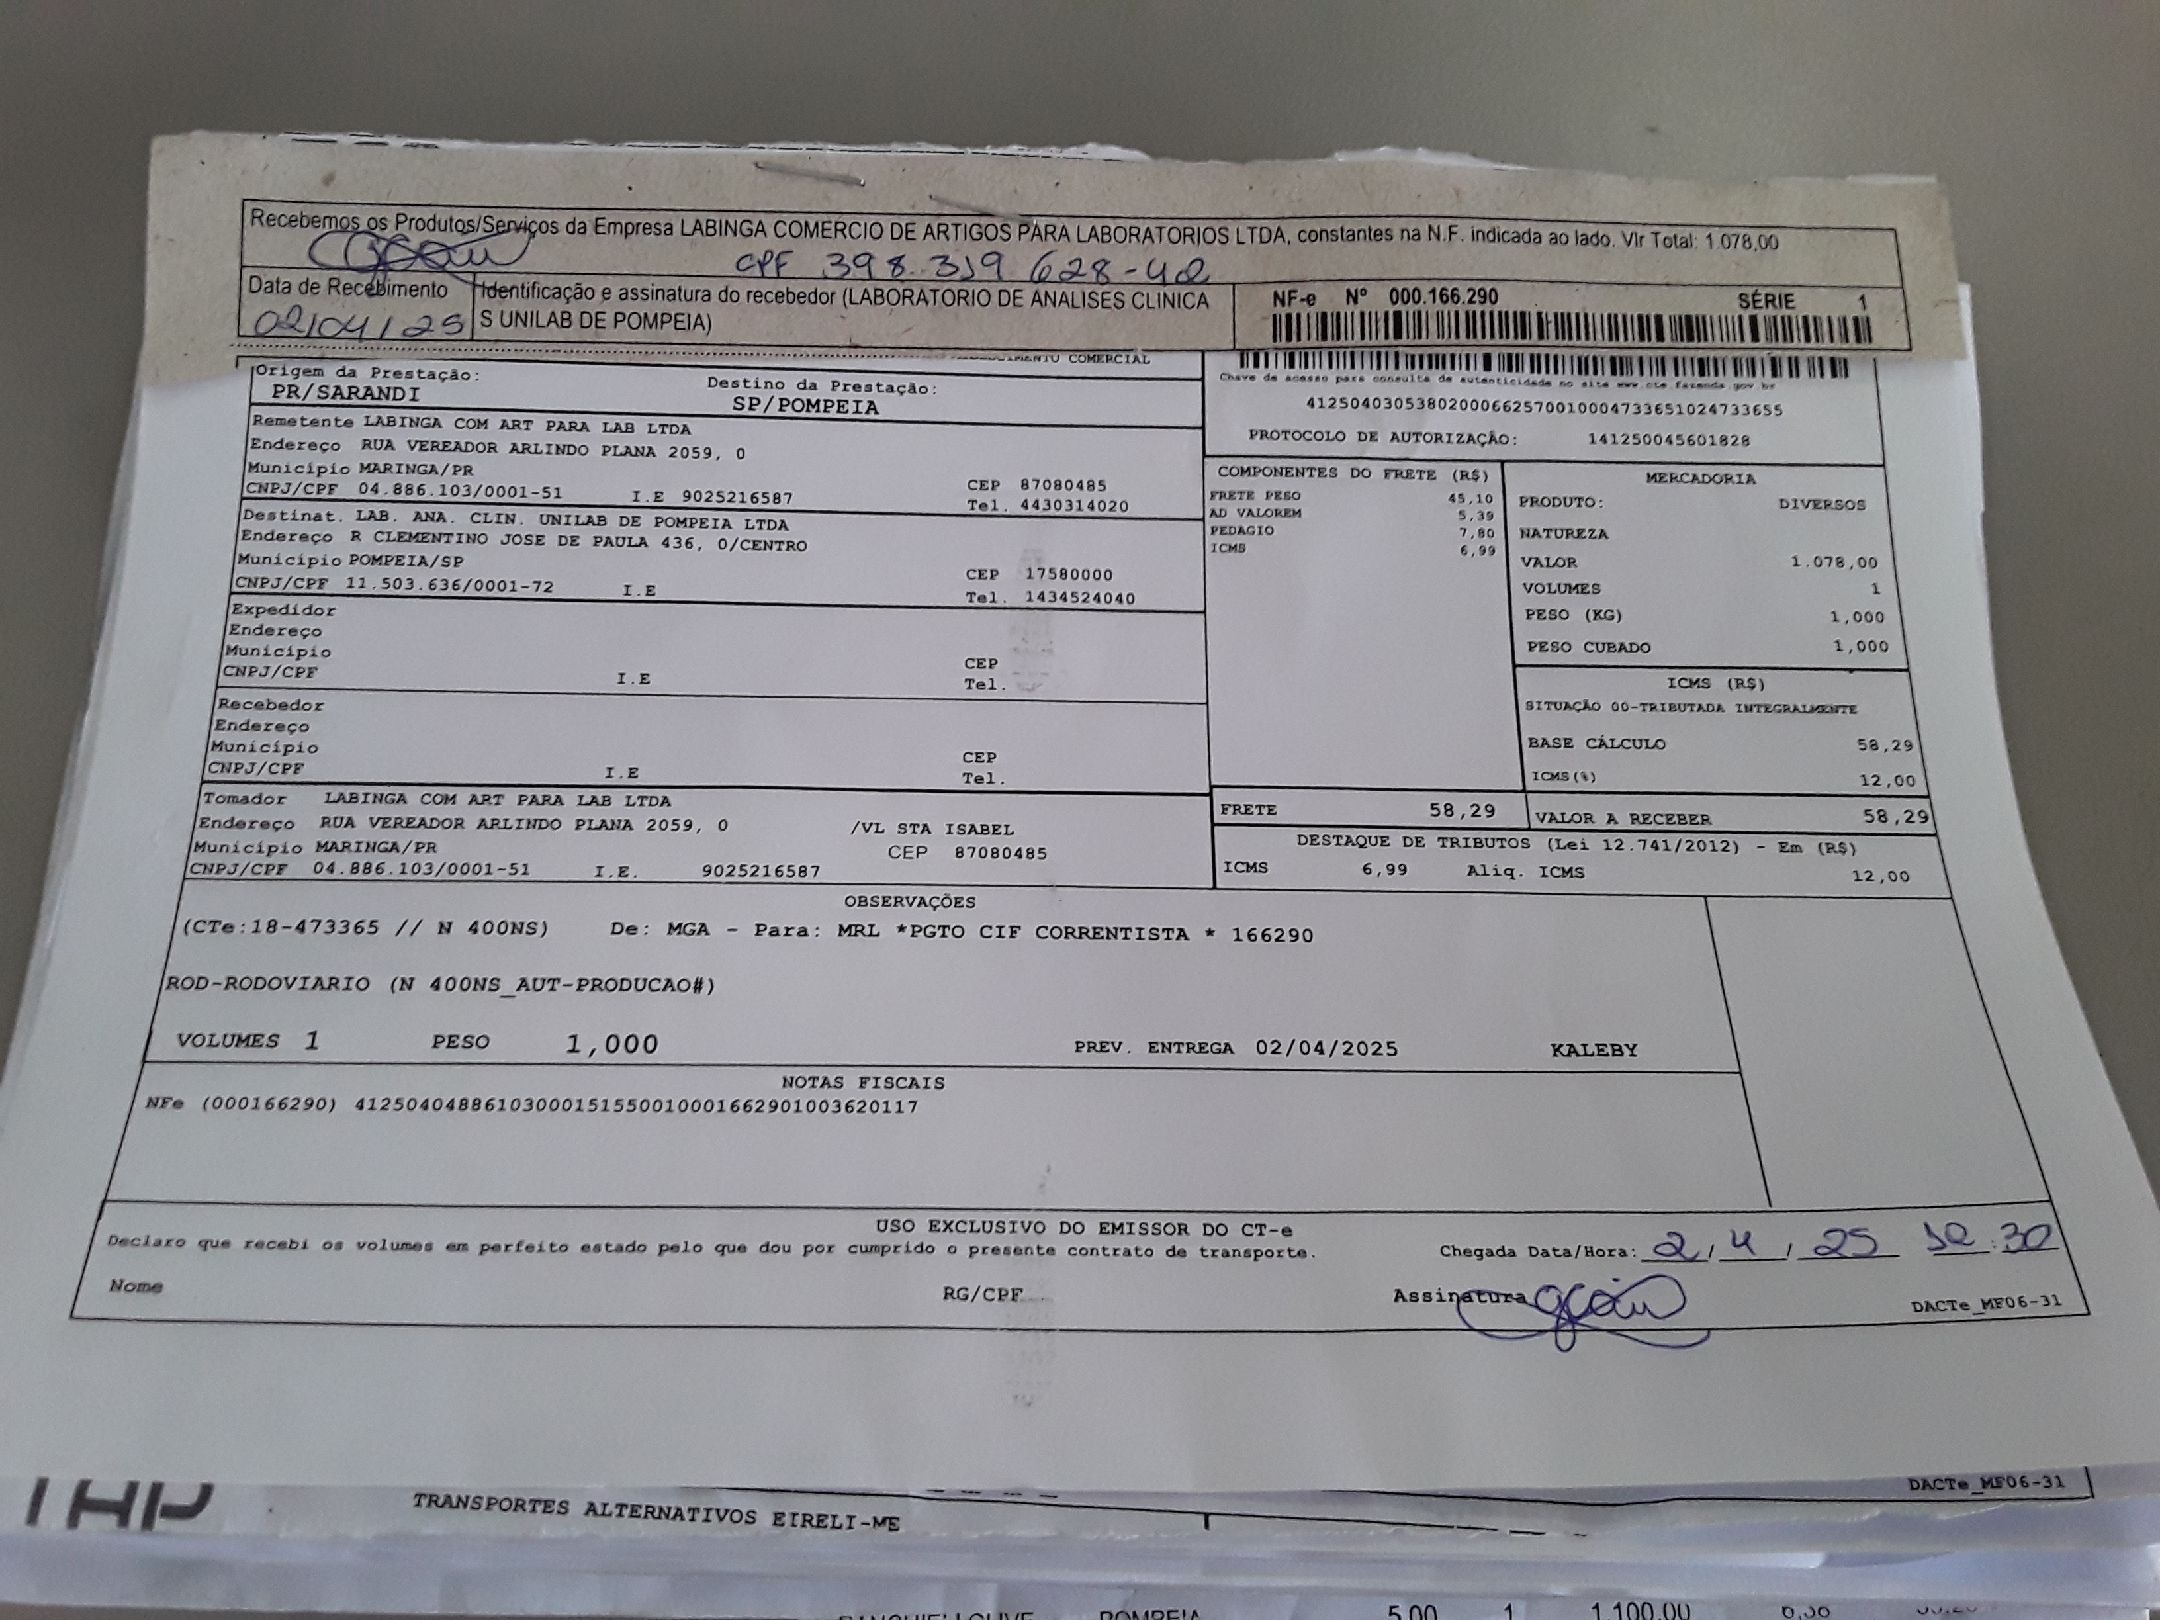 Recebemos os Produtos/Serviços da Empresa LABINGA COMERCIO DE ARTIGOS PARA LABORATORIOS LTDA, constantes na N.F. indicada ao lado. Vlr Total: 1.078,00
CPF 398.319.628-42
Data de Recebimento
02/04/25
Identificação e assinatura do recebedor (LABORATORIO DE ANALISES CLINICA
S UNILAB DE POMPEIA)
NF-e Nº 000.166.290 SÉRIE 1
COMERCIAL
Origem da Prestação:
PR/SARANDI
Destino da Prestação:
SP/POMPEIA
Chave de acesso para consulta de autenticidade no site www.cte.fazenda.gov.br
41250403053802000662570010004733651024733655
PROTOCOLO DE AUTORIZAÇÃO: 141250045601828
Remetente LABINGA COM ART PARA LAB LTDA
Endereço RUA VEREADOR ARLINDO PLANA 2059, 0
Município MARINGA/PR CEP 87080485
CNPJ/CPF 04.886.103/0001-51 I.E 9025216587 Tel. 4430314020
Destinat. LAB. ANA. CLIN. UNILAB DE POMPEIA LTDA
Endereço R CLEMENTINO JOSE DE PAULA 436, 0/CENTRO
Município POMPEIA/SP CEP 17580000
CNPJ/CPF 11.503.636/0001-72 I.E Tel. 1434524040
Expedidor
Endereço
Município CEP
CNPJ/CPF I.E Tel.
Recebedor
Endereço
Município CEP
CNPJ/CPF I.E Tel.
Tomador LABINGA COM ART PARA LAB LTDA
Endereço RUA VEREADOR ARLINDO PLANA 2059, 0 /VL STA ISABEL
Município MARINGA/PR CEP 87080485
CNPJ/CPF 04.886.103/0001-51 I.E. 9025216587
COMPONENTES DO FRETE (R$)
FRETE PESO 45,10
AD VALOREM 5,39
PEDAGIO 7,80
ICMS 6,99
MERCADORIA
PRODUTO: DIVERSOS
NATUREZA
VALOR 1.078,00
VOLUMES 1
PESO (KG) 1,000
PESO CUBADO 1,000
ICMS (R$)
SITUAÇÃO 00-TRIBUTADA INTEGRALMENTE
BASE CÁLCULO 58,29
ICMS(%) 12,00
FRETE 58,29
VALOR A RECEBER 58,29
DESTAQUE DE TRIBUTOS (Lei 12.741/2012) - Em (R$)
ICMS 6,99 Aliq. ICMS 12,00
OBSERVAÇÕES
(CTe:18-473365 // N 400NS) De: MGA - Para: MRL *PGTO CIF CORRENTISTA * 166290
ROD-RODOVIARIO (N 400NS_AUT-PRODUCAO#)
VOLUMES 1 PESO 1,000 PREV. ENTREGA 02/04/2025 KALEBY
NOTAS FISCAIS
NFe (000166290) 41250404886103000151550010001662901003620117
USO EXCLUSIVO DO EMISSOR DO CT-e
Declaro que recebi os volumes em perfeito estado pelo que dou por cumprido o presente contrato de transporte.
Chegada Data/Hora: 2/4/25 12:30
Nome RG/CPF Assinatura
DACTe_MF06-31
DACTe_MF06-31
TRANSPORTES ALTERNATIVOS EIRELI-ME
POMPEIA 5,00 1 1.100,00